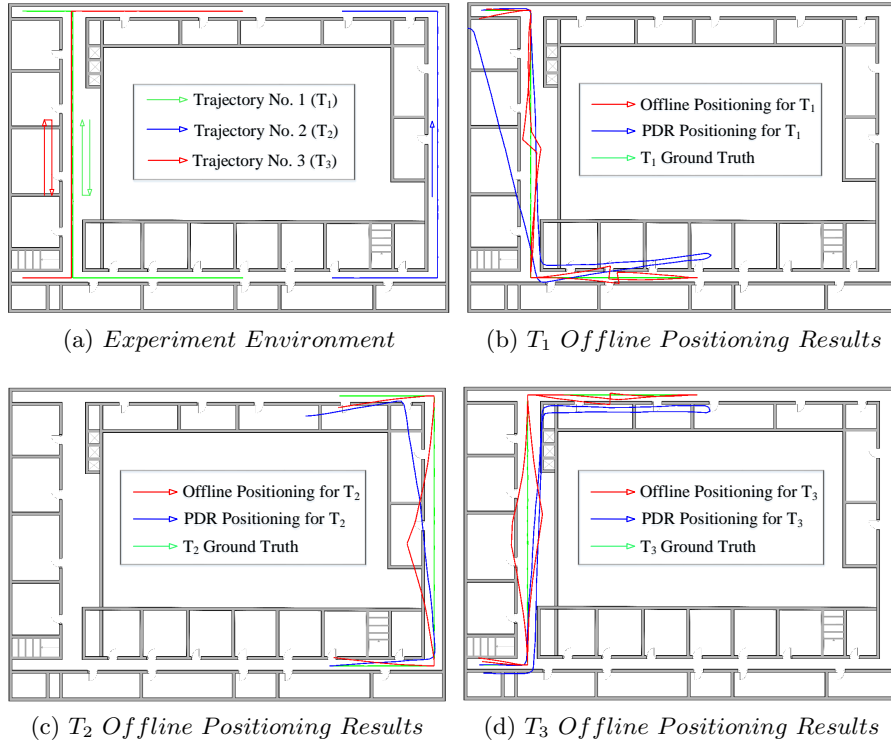 Trajectory No. 1 (T₁)
Trajectory No. 2 (T₂)
Trajectory No. 3 (T₃)
(a) Experiment Environment
Offline Positioning for T₁
PDR Positioning for T₁
T₁ Ground Truth
(b) T₁ Offline Positioning Results
Offline Positioning for T₂
PDR Positioning for T₂
T₂ Ground Truth
(c) T₂ Offline Positioning Results
Offline Positioning for T₃
PDR Positioning for T₃
T₃ Ground Truth
(d) T₃ Offline Positioning Results